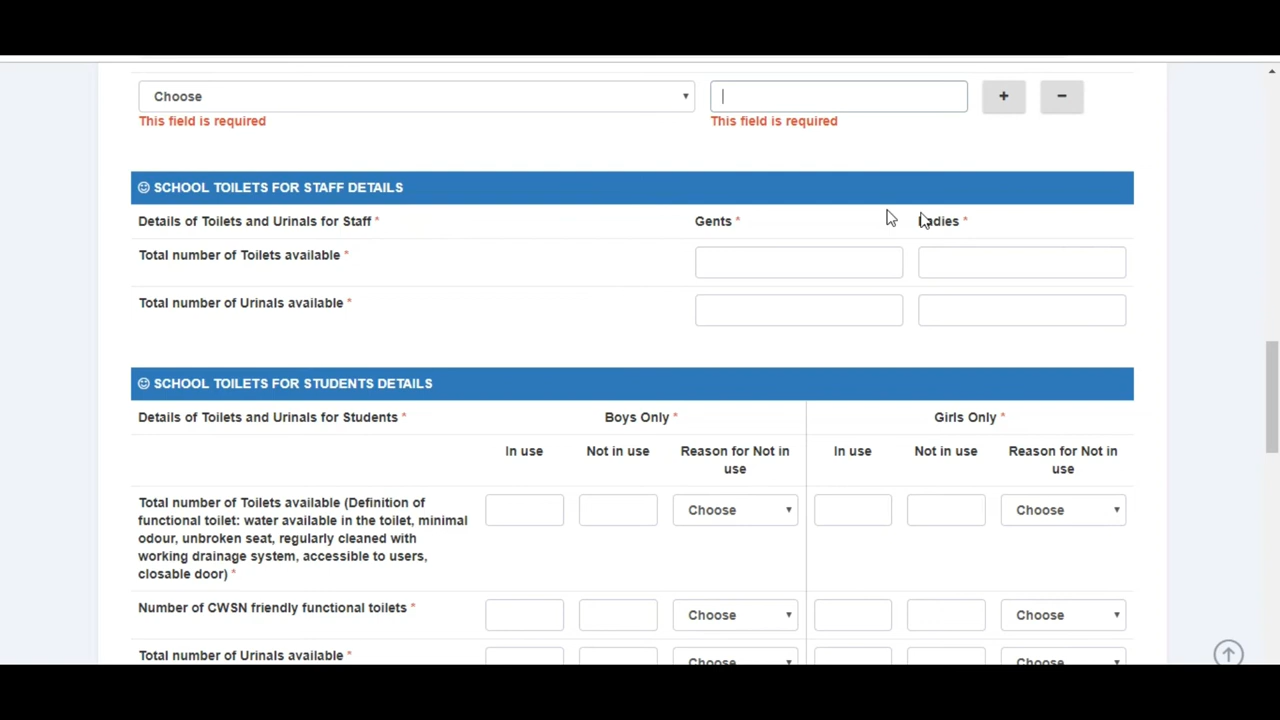 Choose
+
-
This field is required
This field is required
SCHOOL TOILETS FOR STAFF DETAILS
Details of Toilets and Urinals for Staff *
Gents *
Ladies *
Total number of Toilets available *
Total number of Urinals available *
SCHOOL TOILETS FOR STUDENTS DETAILS
Details of Toilets and Urinals for Students *
Boys Only *
Girls Only *
In use
Not in use
Reason for Not in
use
In use
Not in use
Reason for Not in
use
Total number of Toilets available (Definition of
functional toilet: water available in the toilet, minimal
odour, unbroken seat, regularly cleaned with
working drainage system, accessible to users,
closable door) *
Choose
Choose
Number of CWSN friendly functional toilets *
Choose
Choose
Total number of Urinals available *
Choose
Choose